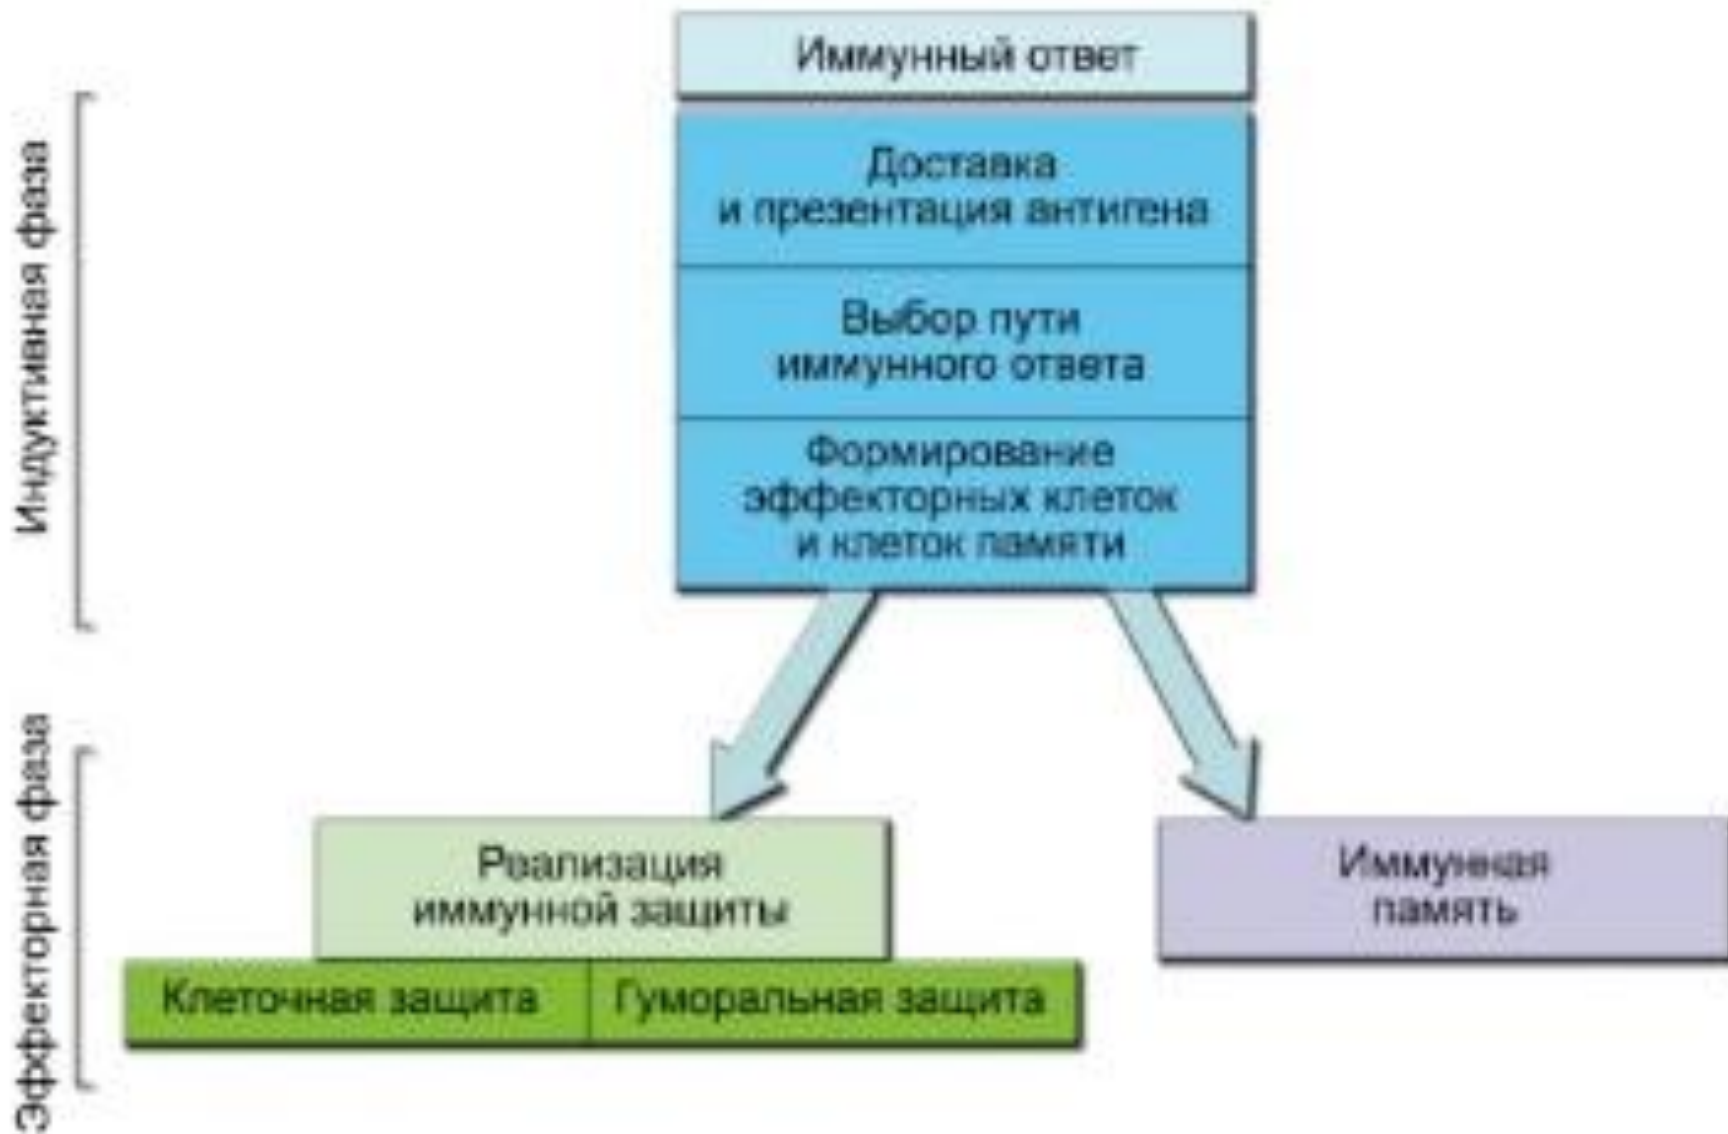 Иммунный ответ
Индуктивная фаза
Доставка
и презентация антигена
Выбор пути
иммунного ответа
Формирование
эффекторных клеток
и клеток памяти
Эффекторная фаза
Реализация
иммунной защиты
Клеточная защита
Гуморальная защита
Иммунная
память